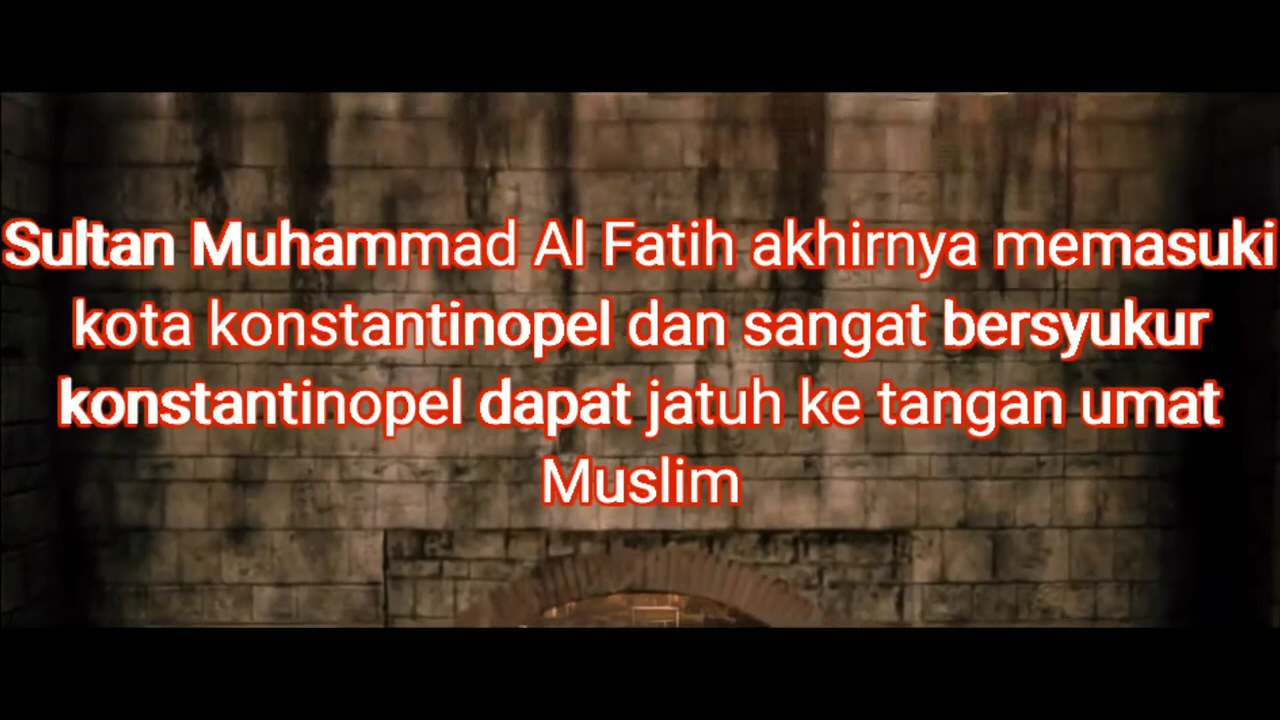 Sultan Muhammad Al Fatih akhirnya memasuki
kota konstantinopel dan sangat bersyukur
konstantinopel dapat jatuh ke tangan umat
Muslim